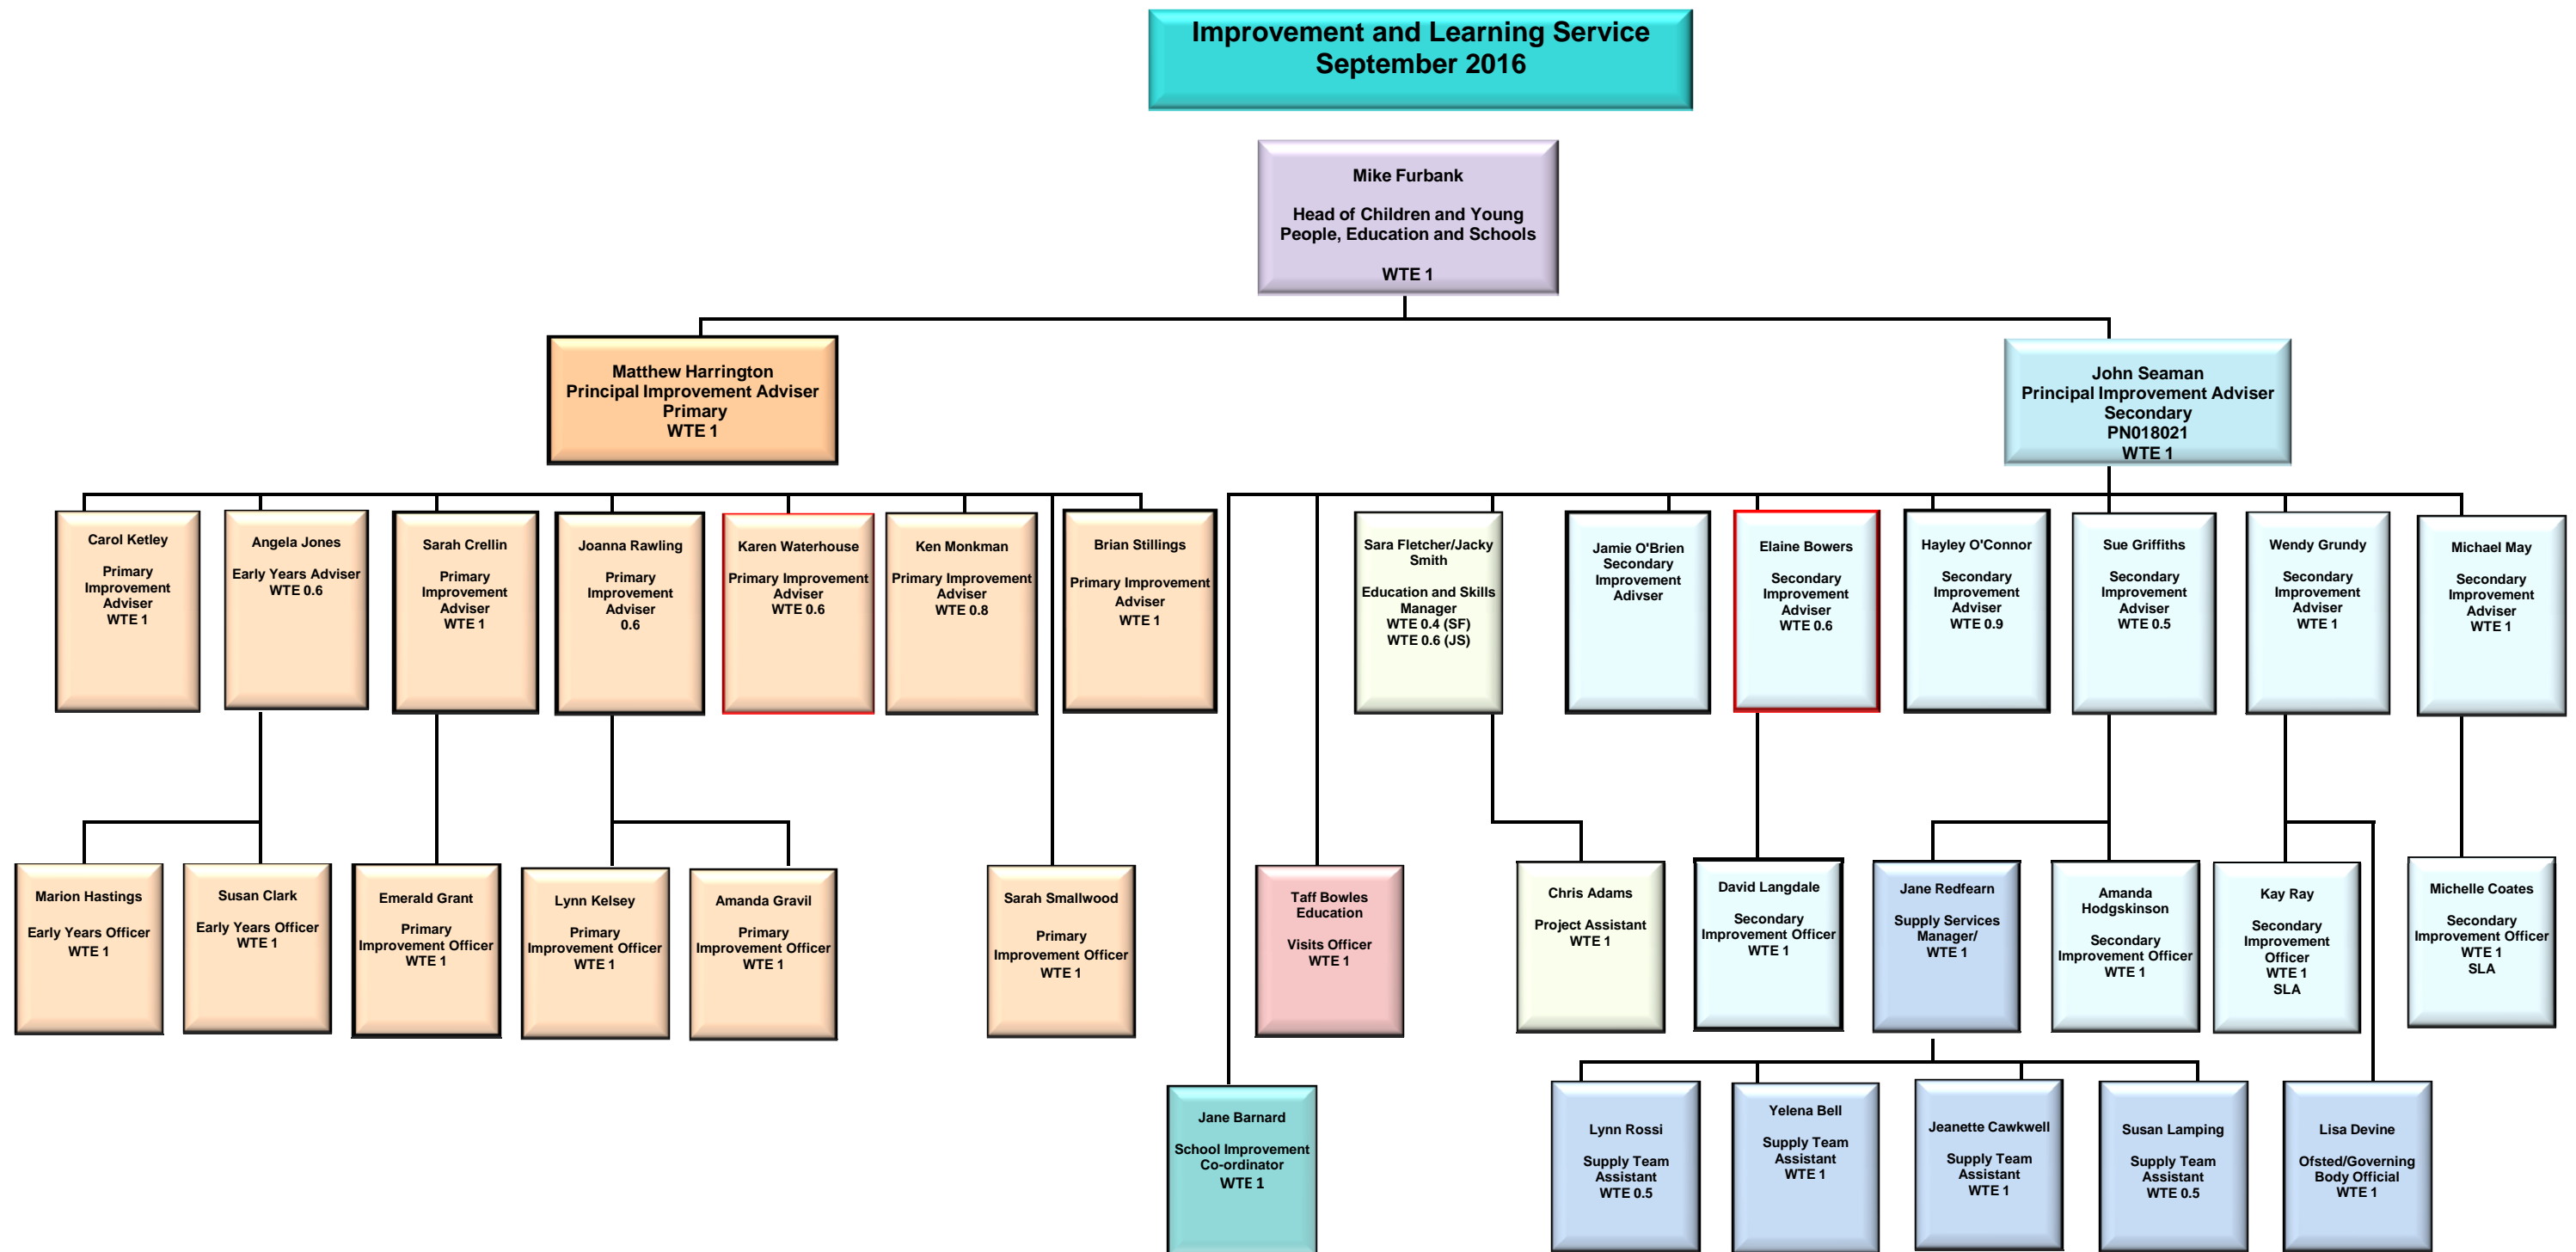 Improvement and Learning Service
September 2016
Mike Furbank
Head of Children and Young
People, Education and Schools
WTE 1
Matthew Harrington
Principal Improvement Adviser
Primary
WTE 1
John Seaman
Principal Improvement Adviser
Secondary
PN018021
WTE 1
Carol Ketley
Primary
Improvement
Adviser
WTE 1
Angela Jones
Early Years Adviser
WTE 0.6
Sarah Crellin
Primary
Improvement
Adviser
WTE 1
Joanna Rawling
Primary
Improvement
Adviser
0.6
Karen Waterhouse
Primary Improvement
Adviser
WTE 0.6
Ken Monkman
Primary Improvement
Adviser
WTE 0.8
Brian Stillings
Primary Improvement
Adviser
WTE 1
Sara Fletcher/Jacky
Smith
Education and Skills
Manager
WTE 0.4 (SF)
WTE 0.6 (JS)
Jamie O'Brien
Secondary
Improvement
Adivser
Elaine Bowers
Secondary
Improvement
Adviser
WTE 0.6
Hayley O'Connor
Secondary
Improvement
Adviser
WTE 0.9
Sue Griffiths
Secondary
Improvement
Adviser
WTE 0.5
Wendy Grundy
Secondary
Improvement
Adviser
WTE 1
Michael May
Secondary
Improvement
Adviser
WTE 1
Marion Hastings
Early Years Officer
WTE 1
Susan Clark
Early Years Officer
WTE 1
Emerald Grant
Primary
Improvement Officer
WTE 1
Lynn Kelsey
Primary
Improvement Officer
WTE 1
Amanda Gravil
Primary
Improvement Officer
WTE 1
Sarah Smallwood
Primary
Improvement Officer
WTE 1
Taff Bowles
Education
Visits Officer
WTE 1
Chris Adams
Project Assistant
WTE 1
David Langdale
Secondary
Improvement Officer
WTE 1
Jane Redfearn
Supply Services
Manager/
WTE 1
Amanda
Hodgskinson
Secondary
Improvement Officer
WTE 1
Kay Ray
Secondary
Improvement
Officer
WTE 1
SLA
Michelle Coates
Secondary
Improvement Officer
WTE 1
SLA
Jane Barnard
School Improvement
Co-ordinator
WTE 1
Lynn Rossi
Supply Team
Assistant
WTE 0.5
Yelena Bell
Supply Team
Assistant
WTE 1
Jeanette Cawkwell
Supply Team
Assistant
WTE 1
Susan Lamping
Supply Team
Assistant
WTE 0.5
Lisa Devine
Ofsted/Governing
Body Official
WTE 1